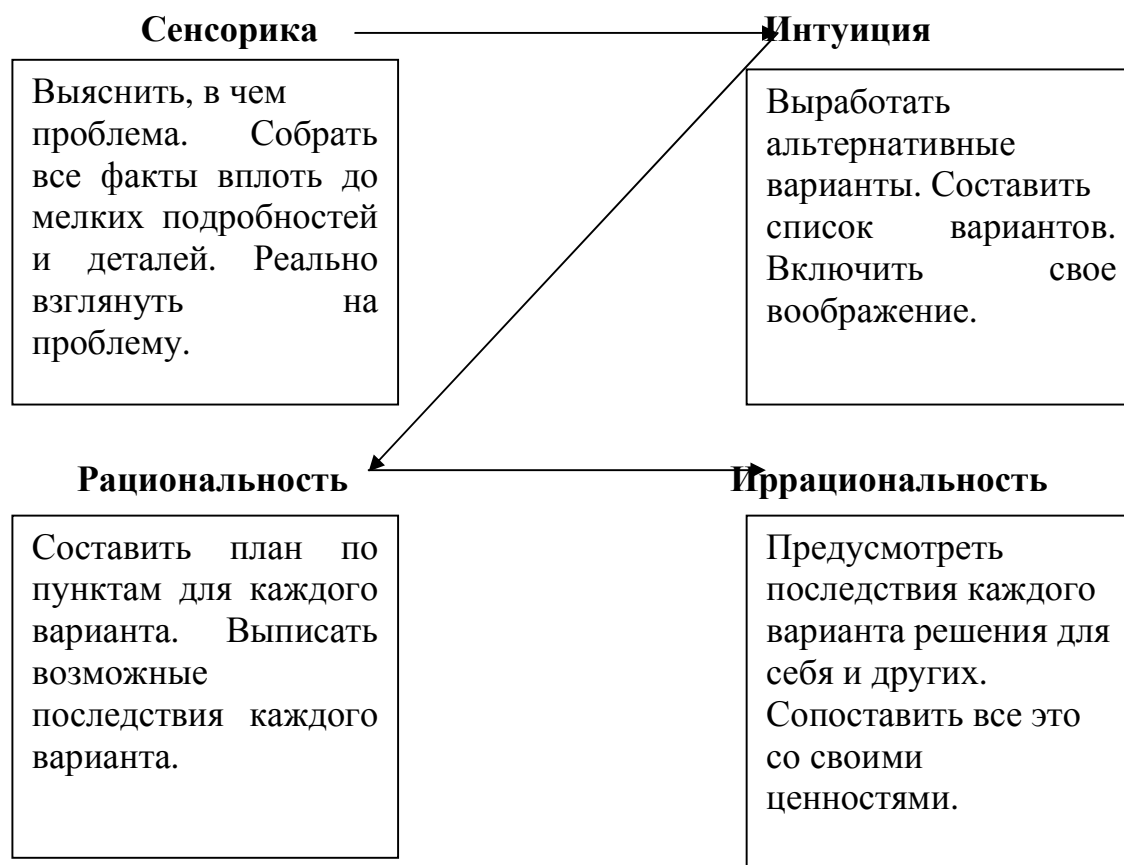 Сенсорика
Интуиция
Выяснить, в чем
проблема. Собрать
все факты вплоть до
мелких подробностей
и деталей. Реально
взглянуть на
проблему.
Выработать
альтернативные
варианты. Составить
список вариантов.
Включить свое
воображение.
Рациональность
Иррациональность
Составить план по
пунктам для каждого
варианта. Выписать
возможные
последствия каждого
варианта.
Предусмотреть
последствия каждого
варианта решения для
себя и других.
Сопоставить все это
со своими
ценностями.